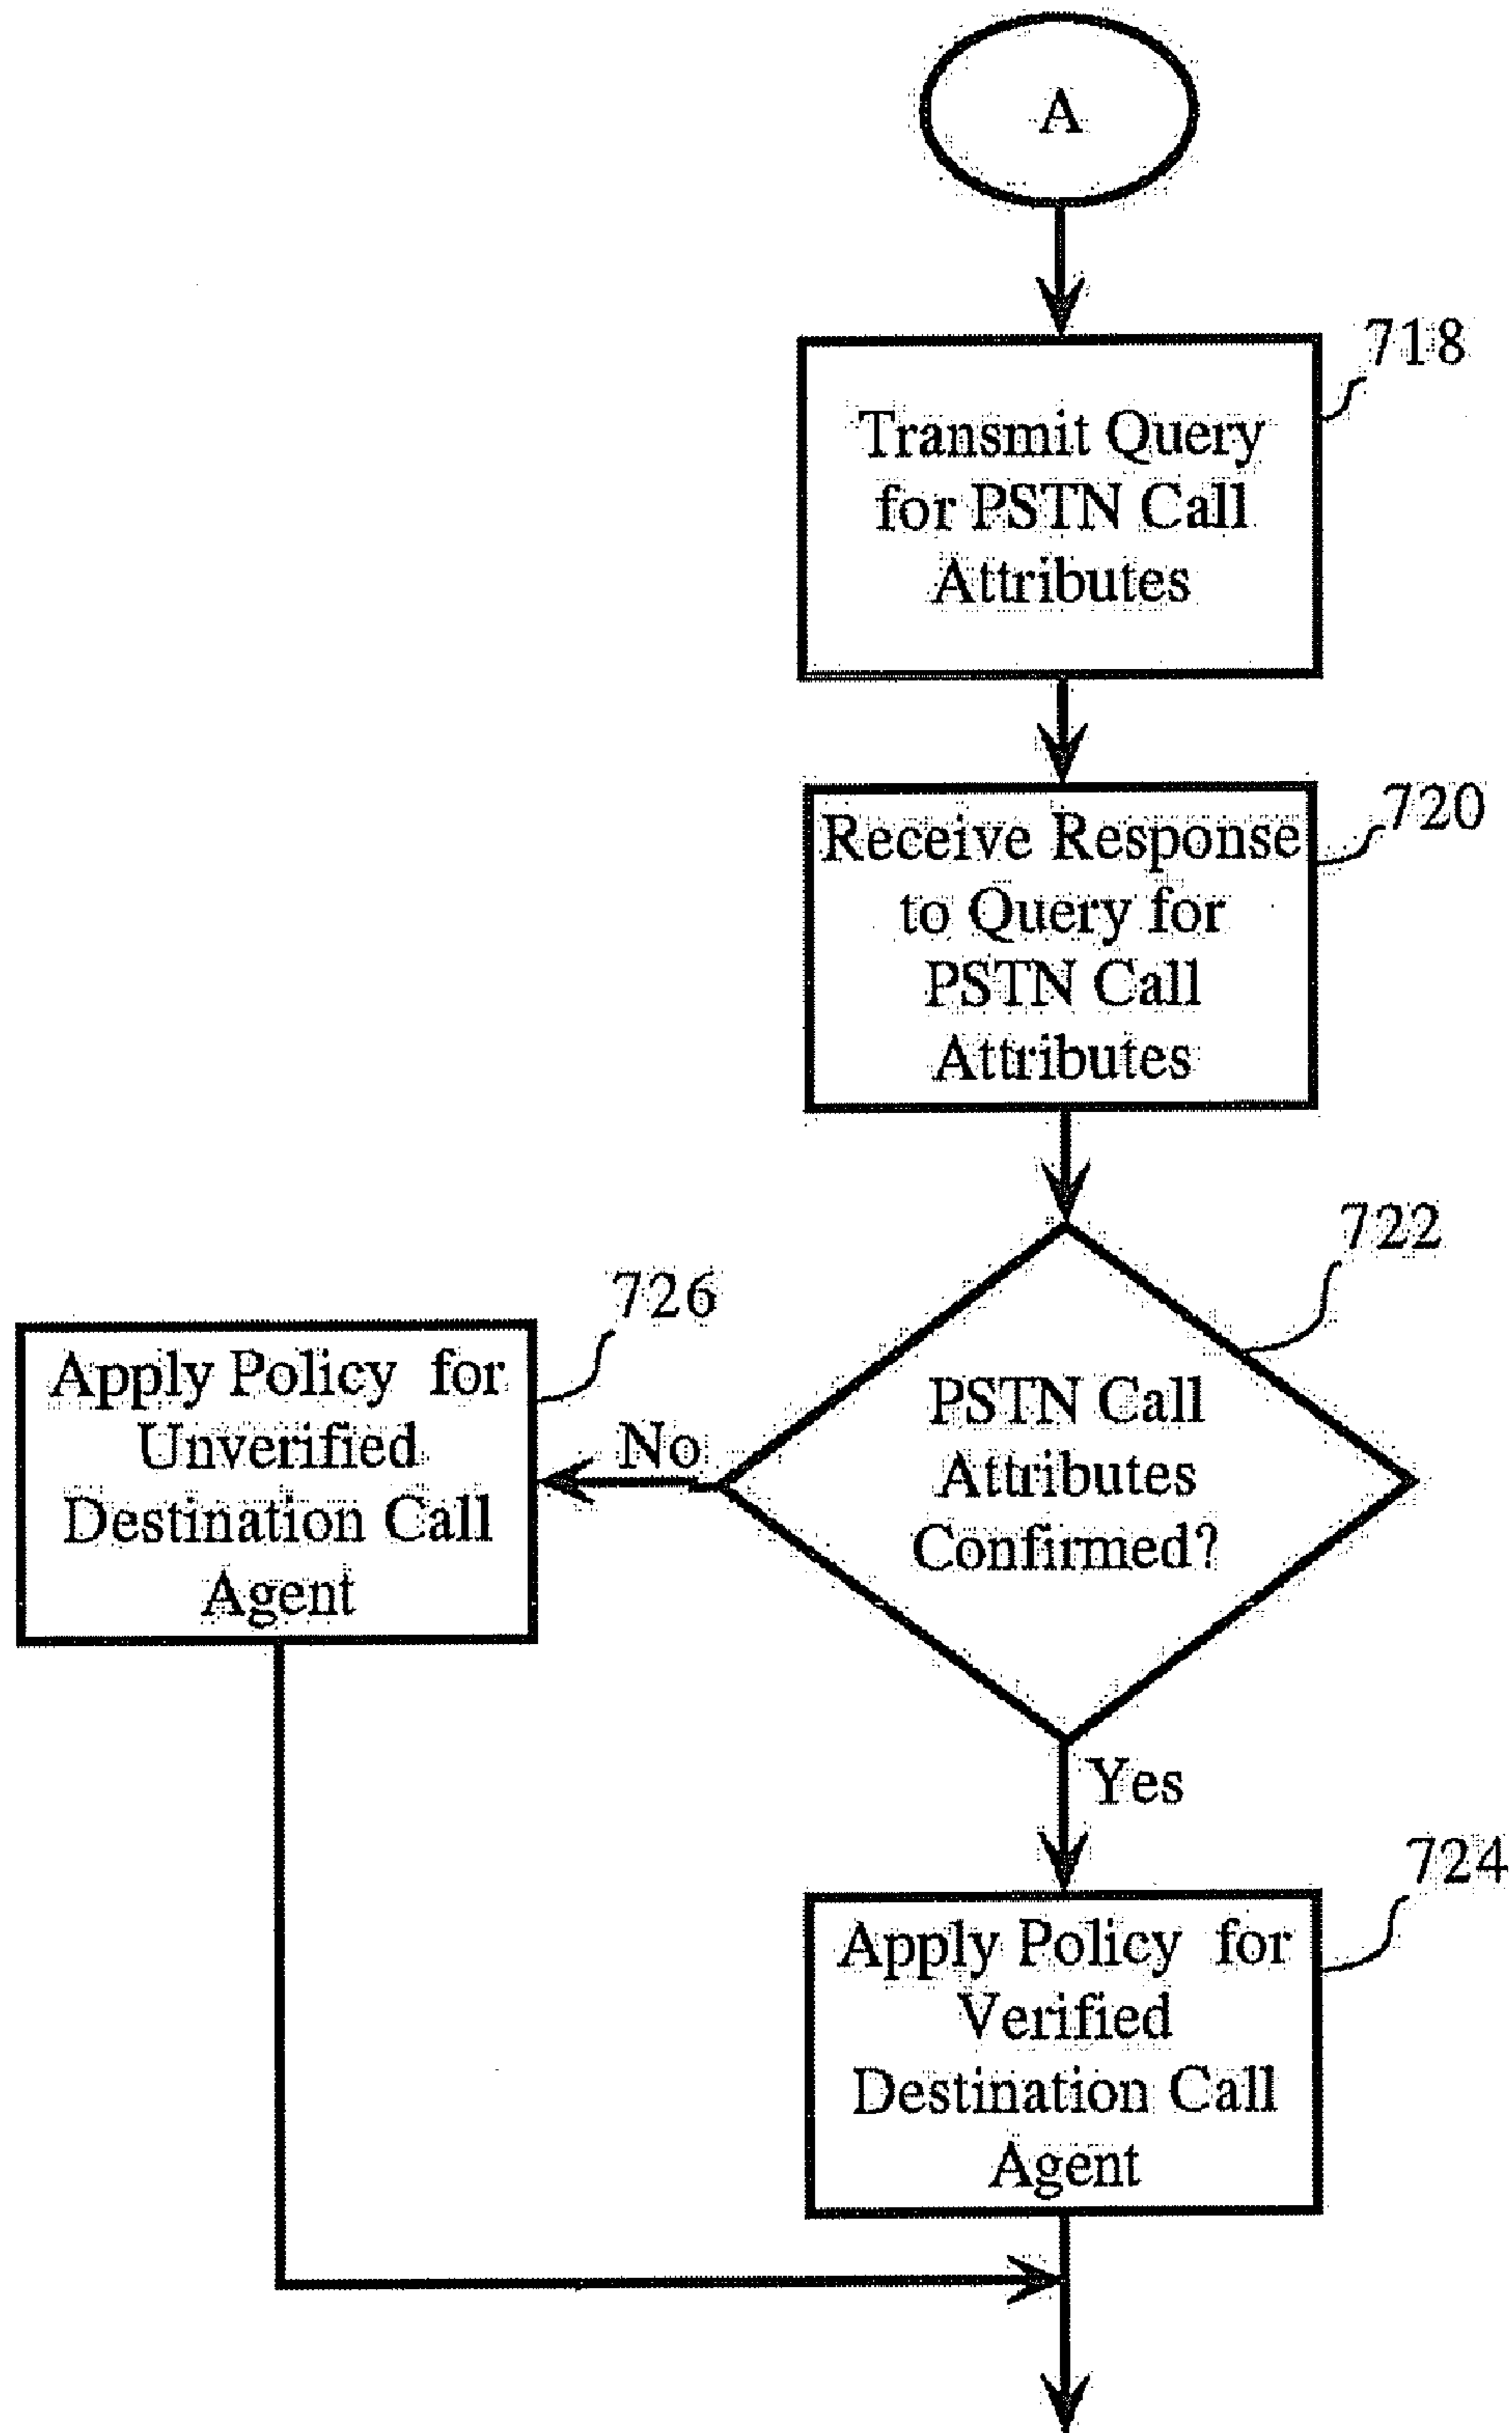 A
718
Transmit Query
for PSTN Call
Attributes
720
Receive Response
to Query for
PSTN Call
Attributes
722
PSTN Call
Attributes
Confirmed?
No
726
Apply Policy for
Unverified
Destination Call
Agent
Yes
724
Apply Policy for
Verified
Destination Call
Agent